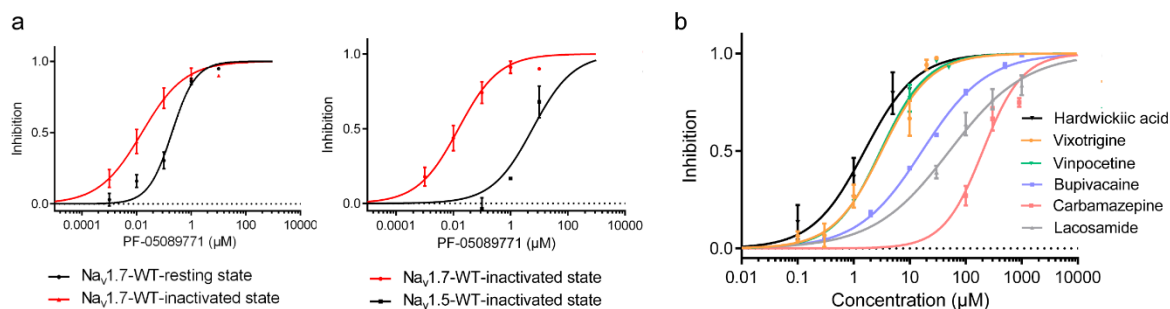 a
1.0
0.5
0.0
Inhibition
0.0001
0.01
1
100
10000
PF-05089771 (µM)
Naᵥ1.7-WT-resting state
Naᵥ1.7-WT-inactivated state
1.0
0.5
0.0
Inhibition
0.0001
0.01
1
100
10000
PF-05089771 (µM)
Naᵥ1.7-WT-inactivated state
Naᵥ1.5-WT-inactivated state
b
1.0
0.5
0.0
Inhibition
0.01
0.1
1
10
100
1000
10000
Concentration (µM)
Hardwickiic acid
Vixotrigine
Vinpocetine
Bupivacaine
Carbamazepine
Lacosamide